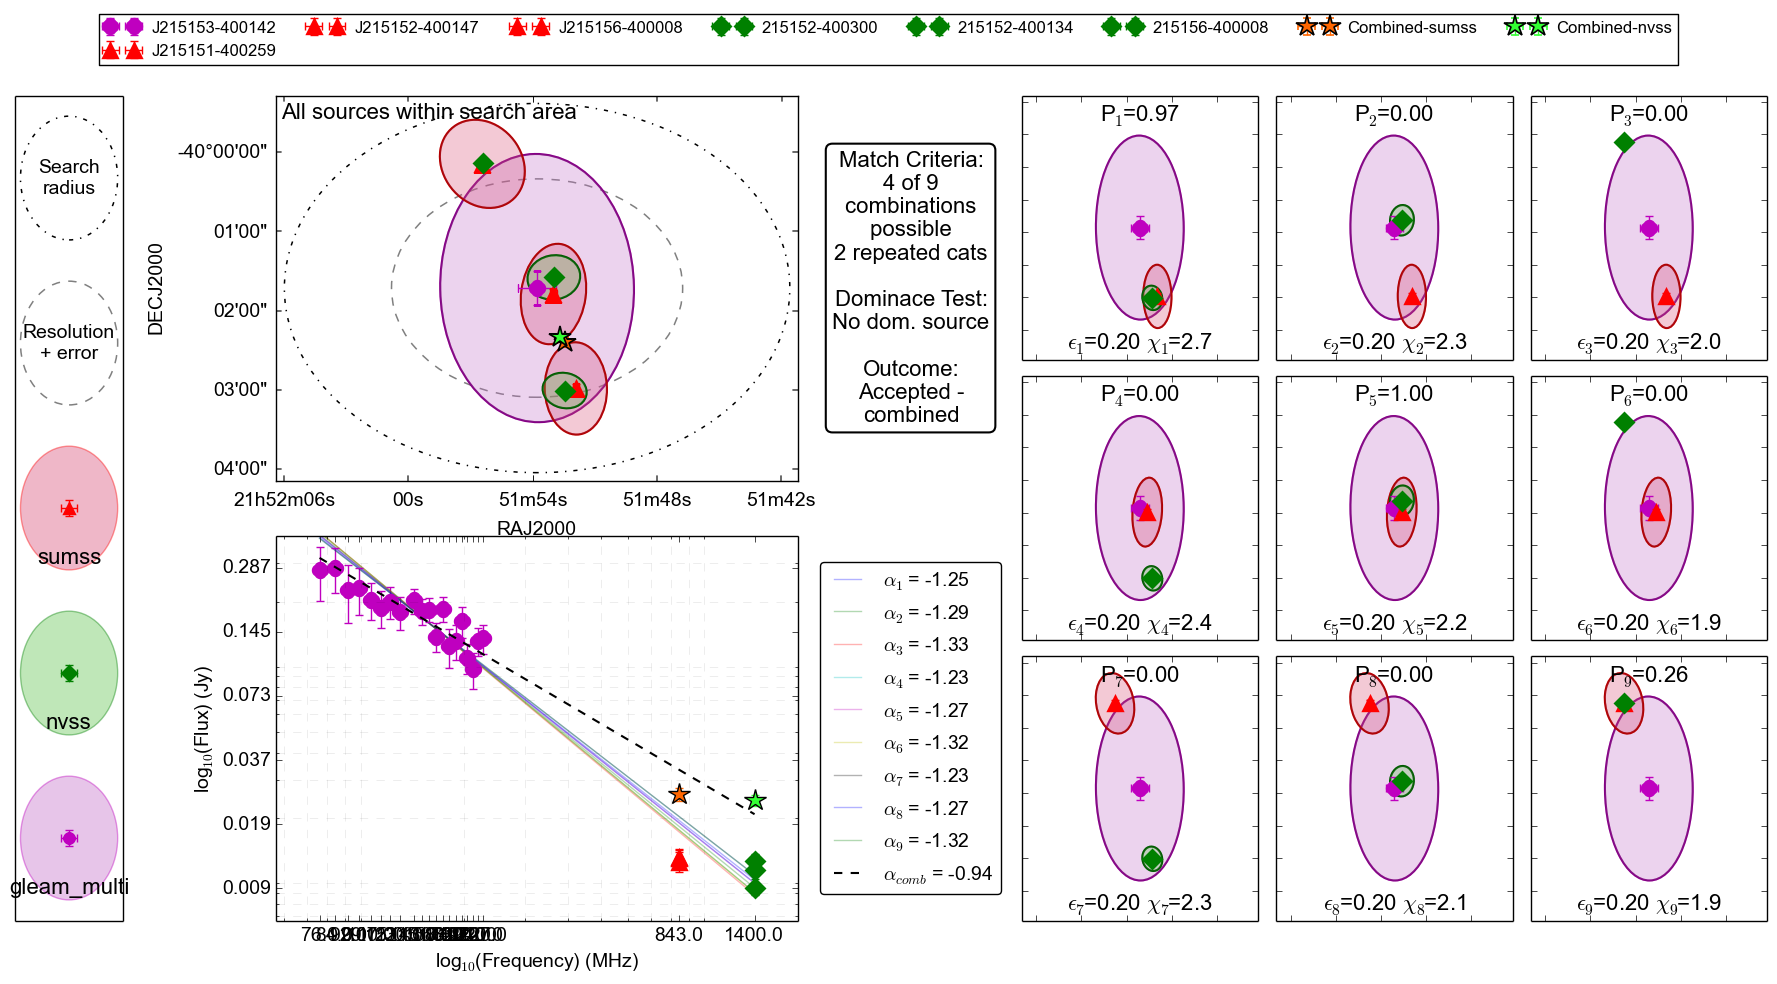 J215153-400142
J215152-400147
J215156-400008
215152-400300
215152-400134
215156-400008
Combined-sumss
Combined-nvss
J215151-400259
Search
radius
Resolution
+ error
sumss
nvss
gleam_multi
All sources within search area
DECJ2000
-40°00'00"
01'00"
02'00"
03'00"
04'00"
21h52m06s
00s
51m54s
51m48s
51m42s
RAJ2000
Match Criteria:
4 of 9
combinations
possible
2 repeated cats
Dominace Test:
No dom. source
Outcome:
Accepted -
combined
log10(Flux) (Jy)
0.287
0.145
0.073
0.037
0.019
0.009
843.0
1400.0
log10(Frequency) (MHz)
α1 = -1.25
α2 = -1.29
α3 = -1.33
α4 = -1.23
α5 = -1.27
α6 = -1.32
α7 = -1.23
α8 = -1.27
α9 = -1.32
αcomb = -0.94
P1=0.97
ϵ1=0.20 χ1=2.7
P2=0.00
ϵ2=0.20 χ2=2.3
P3=0.00
ϵ3=0.20 χ3=2.0
P4=0.00
ϵ4=0.20 χ4=2.4
P5=1.00
ϵ5=0.20 χ5=2.2
P6=0.00
ϵ6=0.20 χ6=1.9
P7=0.00
ϵ7=0.20 χ7=2.3
P8=0.00
ϵ8=0.20 χ8=2.1
P9=0.26
ϵ9=0.20 χ9=1.9